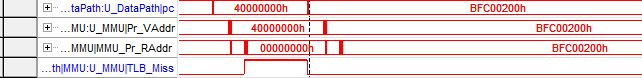 ...taPath:U_DataPath|pc 40000000h BFC00200h
...MU:U_MMU|Pr_VAddr 40000000h BFC00200h
...MMU|MMU_Pr_RAddr 00000000h BFC00200h
...th|MMU:U_MMU|TLB_Miss